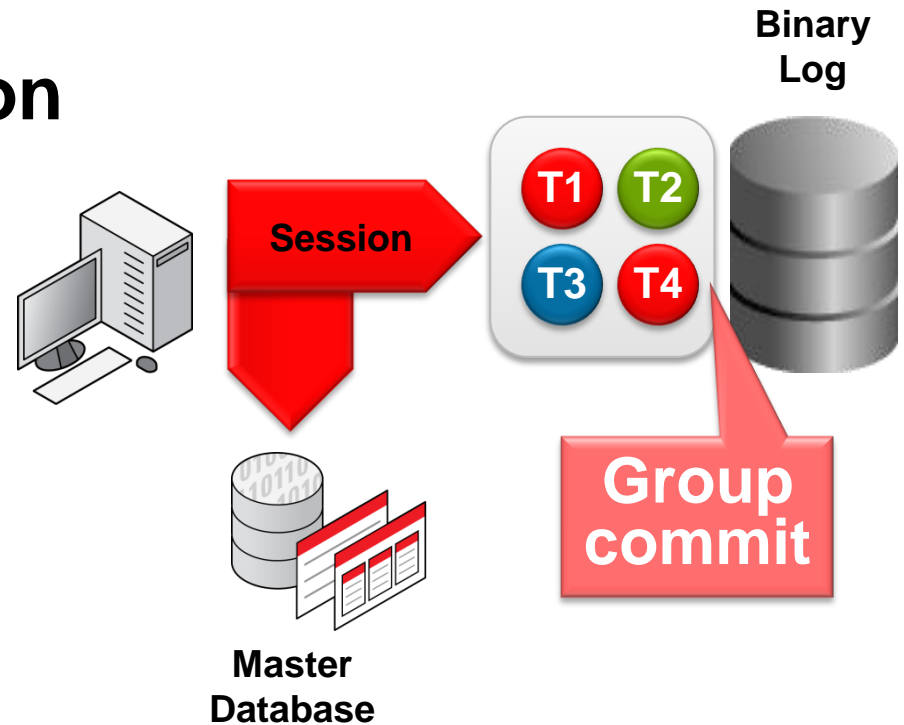 on
Binary
Log
Session
T1 T2
T3 T4
Group
commit
Master
Database